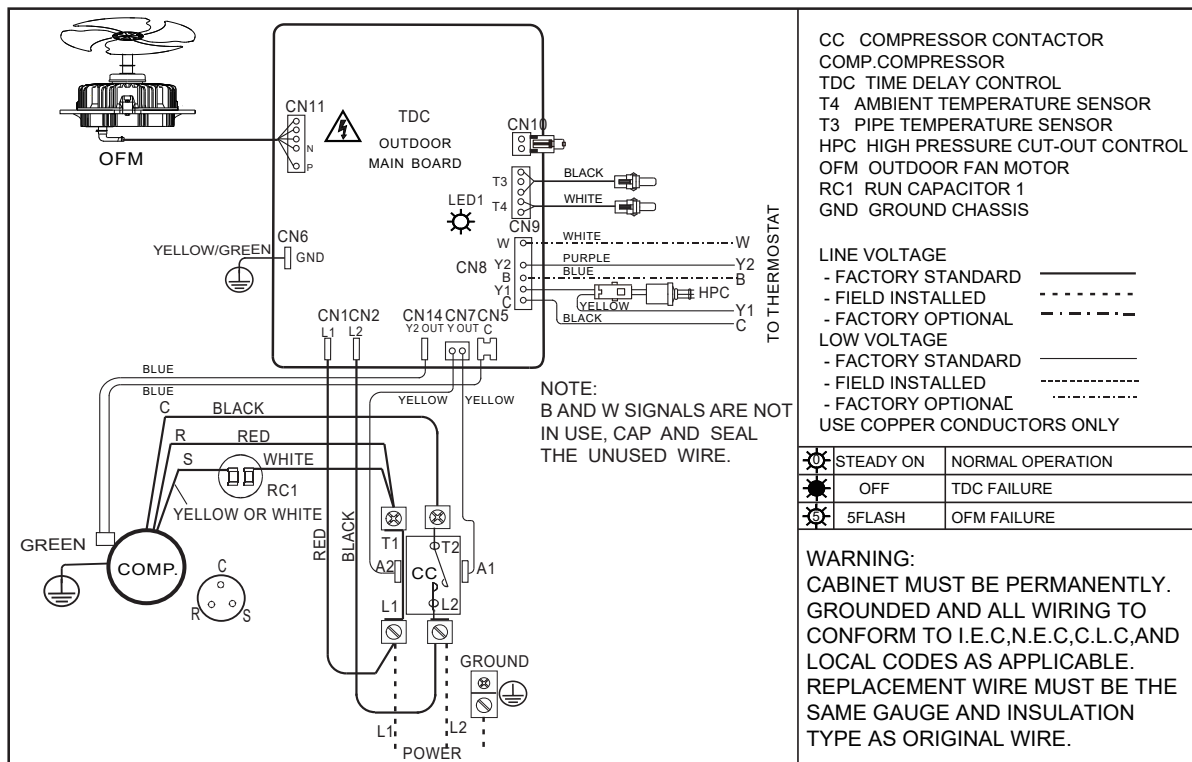 OFM
CN11
N
P
TDC
OUTDOOR
MAIN BOARD
LED1
CN10
T3
T4
BLACK
WHITE
CN9
YELLOW/GREEN
CN6
GND
CN8
W
Y2
B
Y1
C
WHITE
PURPLE
BLUE
YELLOW
BLACK
HPC
W
Y2
B
Y1
C
TO THERMOSTAT
CN1 CN2
L1
L2
CN14 CN7 CN5
Y2 OUT Y OUT C
BLUE
BLUE
YELLOW
YELLOW
C
BLACK
R
RED
S
WHITE
RC1
YELLOW OR WHITE
GREEN
COMP.
C
R
S
RED
BLACK
T1
T2
A2
CC
A1
L1
L2
GROUND
L1
L2
POWER
NOTE:
B AND W SIGNALS ARE NOT
IN USE, CAP AND SEAL
THE UNUSED WIRE.
CC COMPRESSOR CONTACTOR
COMP.COMPRESSOR
TDC TIME DELAY CONTROL
T4 AMBIENT TEMPERATURE SENSOR
T3 PIPE TEMPERATURE SENSOR
HPC HIGH PRESSURE CUT-OUT CONTROL
OFM OUTDOOR FAN MOTOR
RC1 RUN CAPACITOR 1
GND GROUND CHASSIS
LINE VOLTAGE
- FACTORY STANDARD
- FIELD INSTALLED
- FACTORY OPTIONAL
LOW VOLTAGE
- FACTORY STANDARD
- FIELD INSTALLED
- FACTORY OPTIONAL
USE COPPER CONDUCTORS ONLY
0 STEADY ON NORMAL OPERATION
OFF TDC FAILURE
5 5FLASH OFM FAILURE
WARNING:
CABINET MUST BE PERMANENTLY.
GROUNDED AND ALL WIRING TO
CONFORM TO I.E.C,N.E.C,C.L.C,AND
LOCAL CODES AS APPLICABLE.
REPLACEMENT WIRE MUST BE THE
SAME GAUGE AND INSULATION
TYPE AS ORIGINAL WIRE.